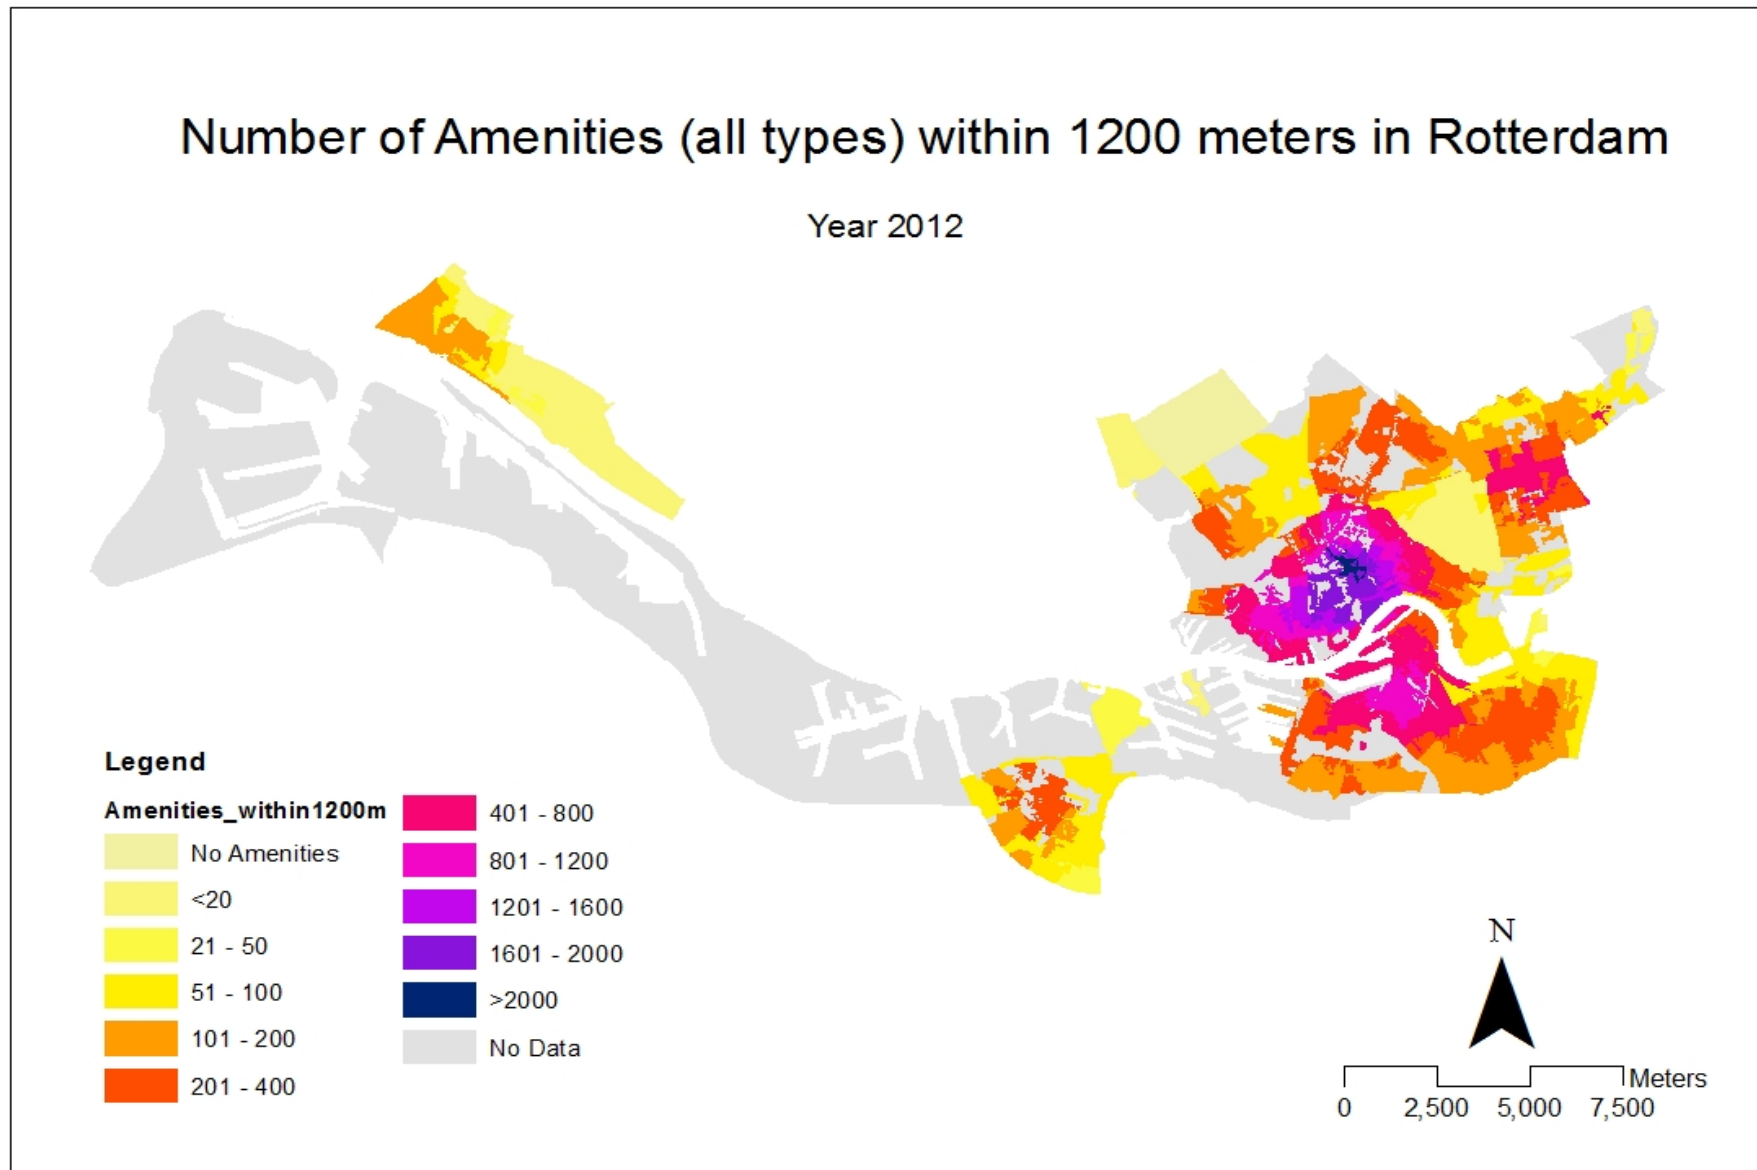 Number of Amenities (all types) within 1200 meters in Rotterdam
Year 2012
Legend
Amenities_within1200m
No Amenities
<20
21 - 50
51 - 100
101 - 200
201 - 400
401 - 800
801 - 1200
1201 - 1600
1601 - 2000
>2000
No Data
N
Meters
0 2,500 5,000 7,500